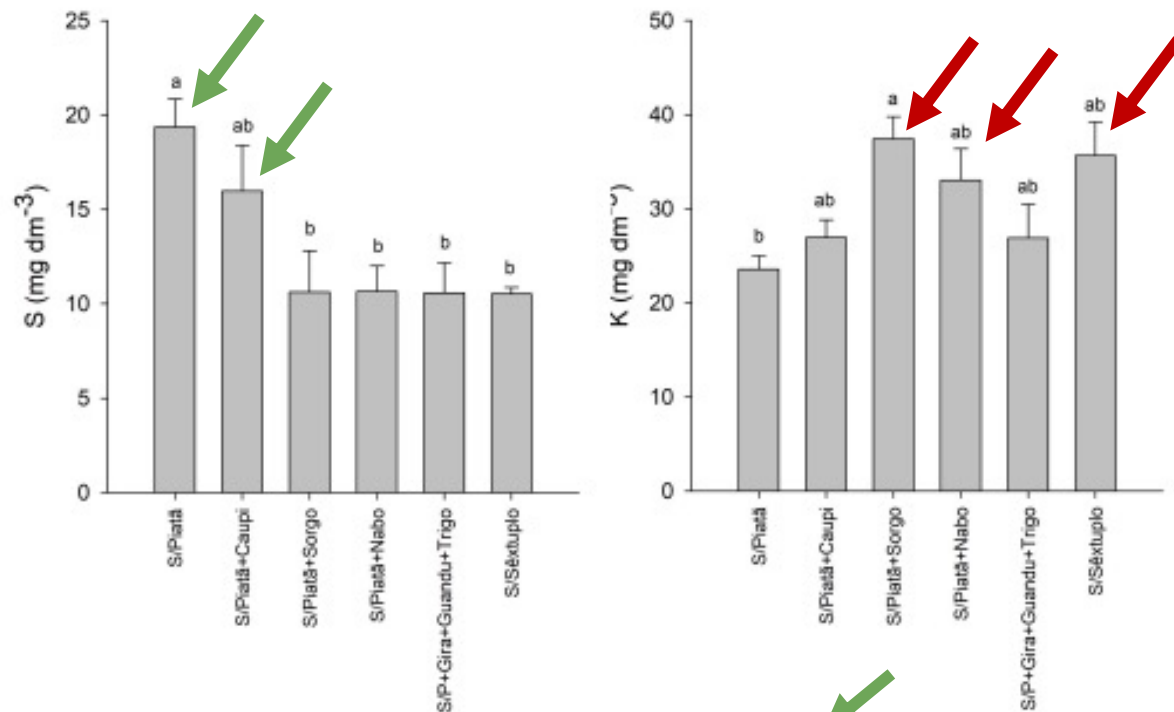 25
20
15
10
5
0
S (mg dm⁻³)
a
ab
b
b
b
b
S/Piatã
S/Piatã+Caupi
S/Piatã+Sorgo
S/Piatã+Nabo
S/P+Gira+Guandu+Trigo
S/Sêxtuplo
50
40
30
20
10
0
K (mg dm
b
ab
a
ab
ab
ab
S/Piatã
S/Piatã+Caupi
S/Piatã+Sorgo
S/Piatã+Nabo
S/P+Gira+Guandu+Trigo
S/Sêxtuplo